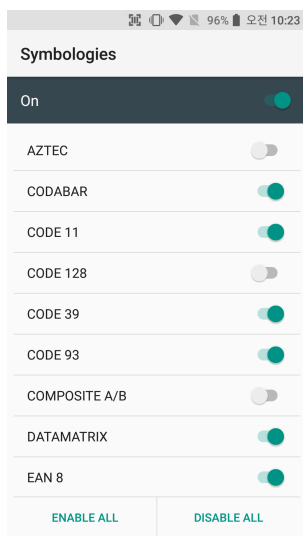 96% 오전 10:23
Symbologies
On
AZTEC
CODABAR
CODE 11
CODE 128
CODE 39
CODE 93
COMPOSITE A/B
DATAMATRIX
EAN 8
ENABLE ALL DISABLE ALL